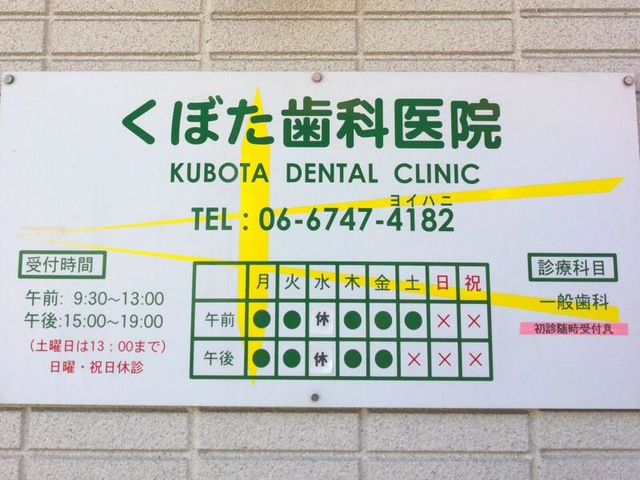 くぼた歯科医院
KUBOTA DENTAL CLINIC
ヨイハニ
TEL : 06-6747-4182
受付時間
午前: 9:30～13:00
午後:15:00～19:00
(土曜日は13：00まで)
日曜・祝日休診
月 火 水 木 金 土 日 祝
午前 ● ● 休 ● ● ● × ×
午後 ● ● 休 ● ● × × ×
診療科目
一般歯科
初診随時受付